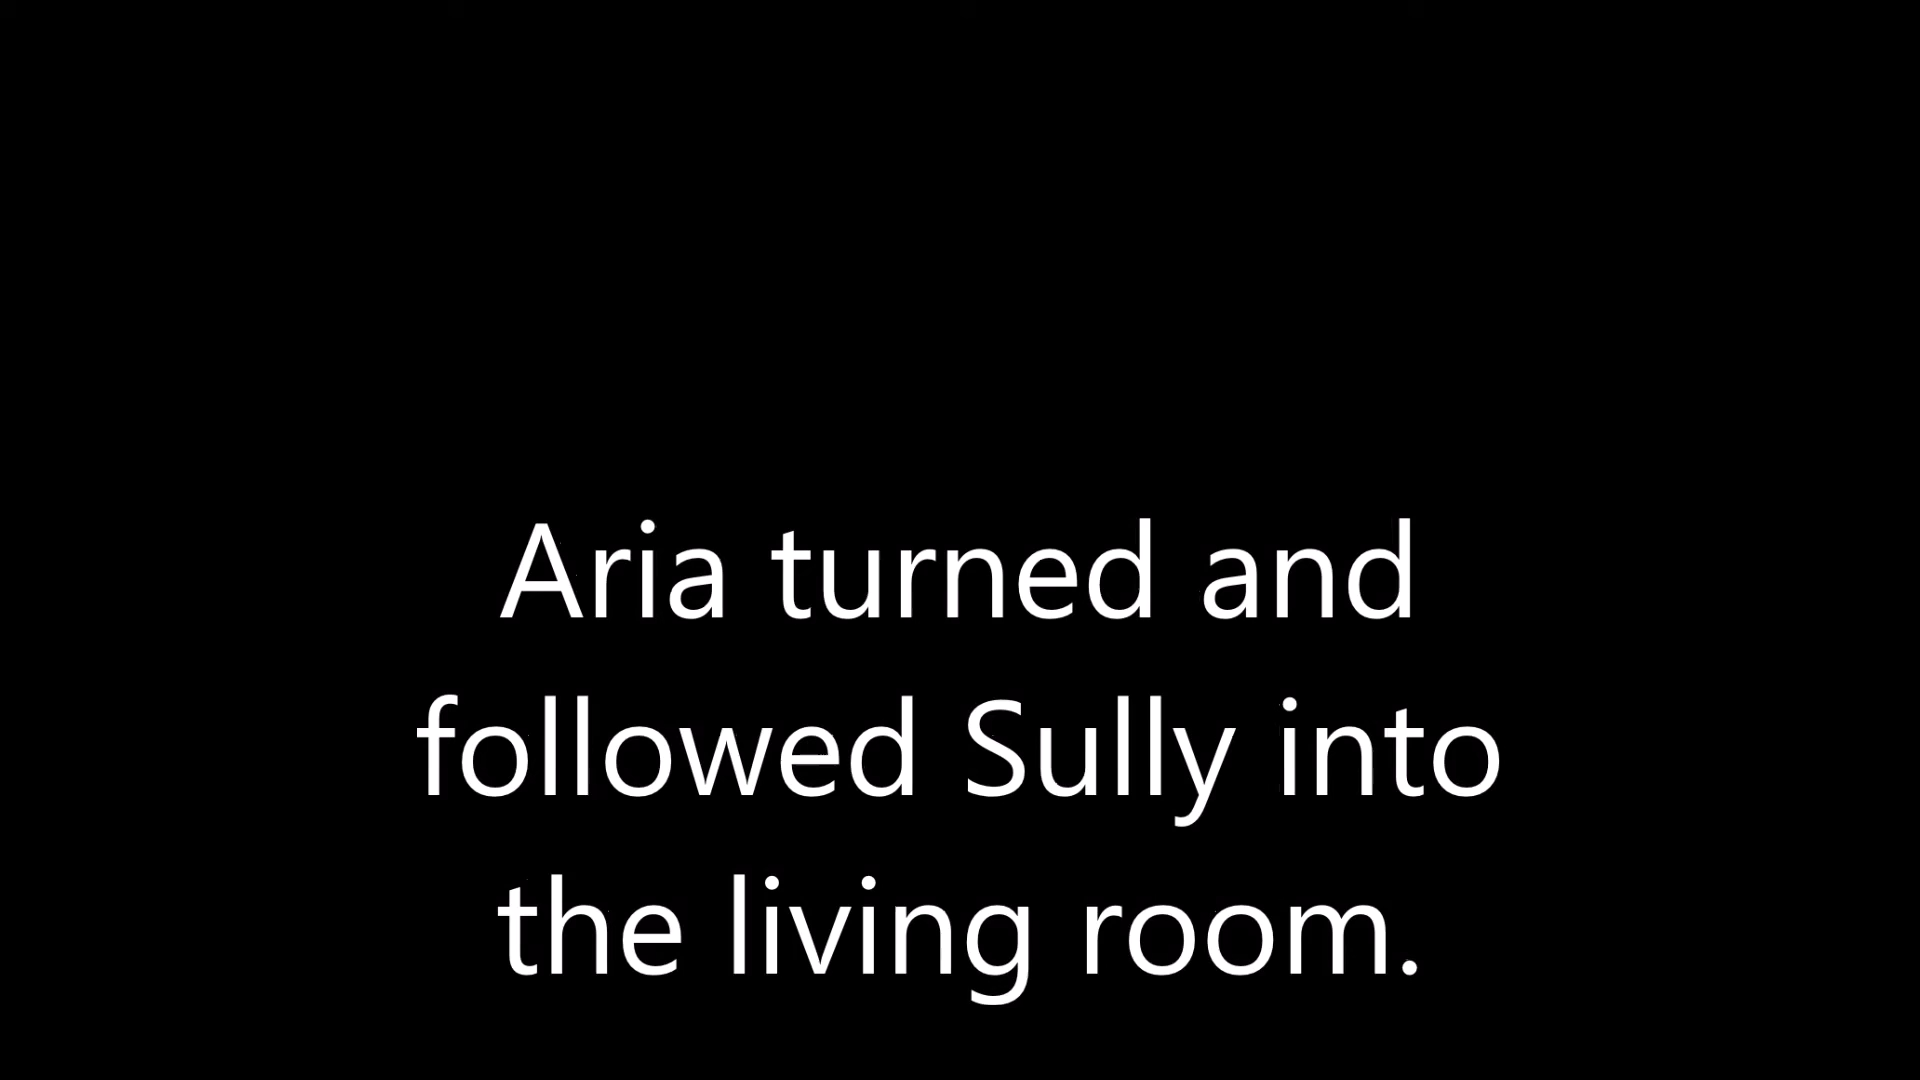 Aria turned and
followed Sully into
the living room.